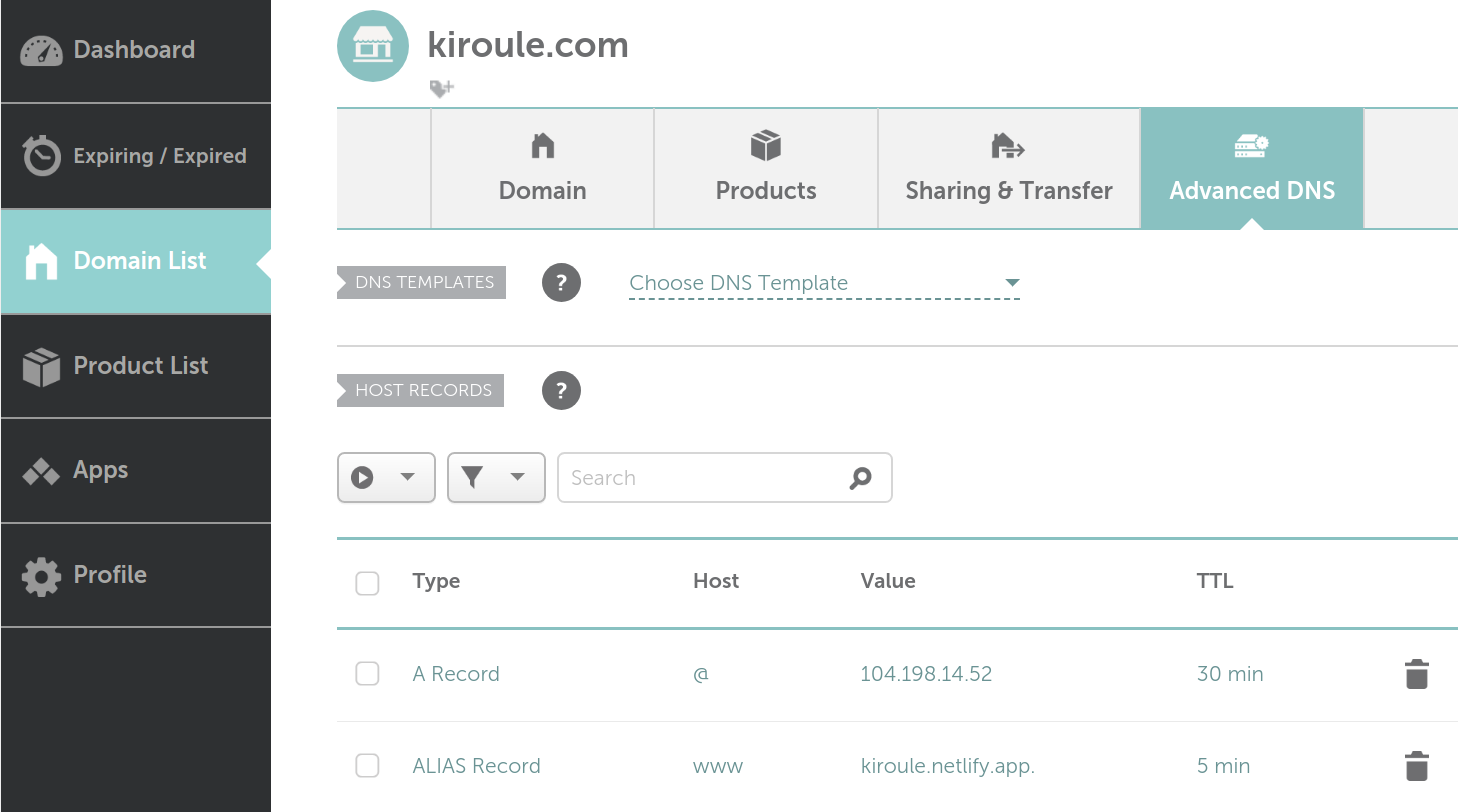 Dashboard
Expiring / Expired
Domain List
Product List
Apps
Profile
kiroule.com
Domain
Products
Sharing & Transfer
Advanced DNS
DNS TEMPLATES
?
Choose DNS Template
HOST RECORDS
?
Search
Type Host Value TTL
A Record @ 104.198.14.52 30 min
ALIAS Record www kiroule.netlify.app. 5 min